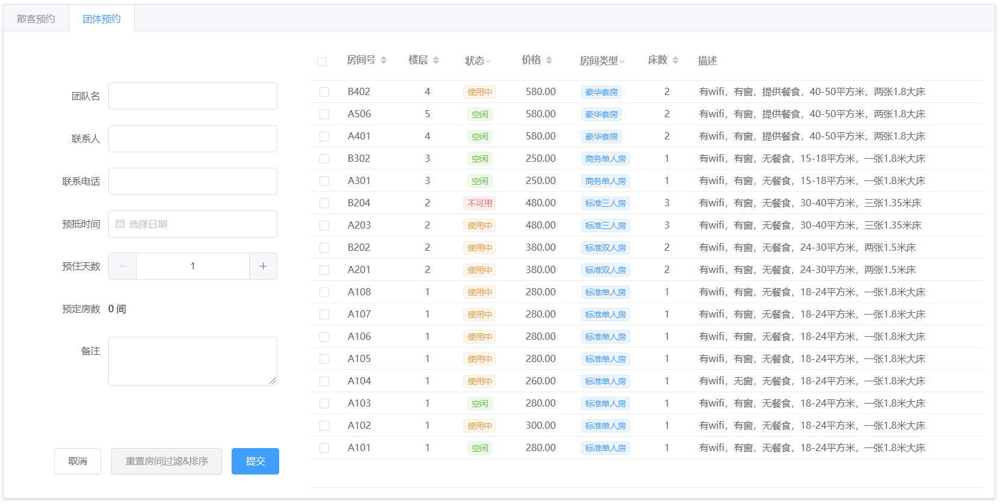 散客预约 团体预约
房间号 楼层 状态 价格 房间类型 床数 描述
团队名
联系人
联系电话
预抵时间 选择日期
预住天数 1
预定房数 0 间
备注
取消 重置房间过滤&排序 提交
B402 4 使用中 580.00 豪华套房 2 有wifi，有窗，提供餐食，40-50平方米，两张1.8大床
A506 5 空闲 580.00 豪华套房 2 有wifi，有窗，提供餐食，40-50平方米，两张1.8大床
A401 4 空闲 580.00 豪华套房 2 有wifi，有窗，提供餐食，40-50平方米，两张1.8大床
B302 3 空闲 250.00 商务单人房 1 有wifi，有窗，无餐食，15-18平方米，一张1.8米大床
A301 3 空闲 250.00 商务单人房 1 有wifi，有窗，无餐食，15-18平方米，一张1.8米大床
B204 2 不可用 480.00 标准三人房 3 有wifi，有窗，无餐食，30-40平方米，三张1.35米床
A203 2 使用中 480.00 标准三人房 3 有wifi，有窗，无餐食，30-40平方米，三张1.35米床
B202 2 使用中 380.00 标准双人房 2 有wifi，有窗，无餐食，24-30平方米，两张1.5米床
A201 2 使用中 380.00 标准双人房 2 有wifi，有窗，无餐食，24-30平方米，两张1.5米床
A108 1 使用中 280.00 标准单人房 1 有wifi，有窗，无餐食，18-24平方米，一张1.8米大床
A107 1 使用中 280.00 标准单人房 1 有wifi，有窗，无餐食，18-24平方米，一张1.8米大床
A106 1 使用中 280.00 标准单人房 1 有wifi，有窗，无餐食，18-24平方米，一张1.8米大床
A105 1 使用中 280.00 标准单人房 1 有wifi，有窗，无餐食，18-24平方米，一张1.8米大床
A104 1 使用中 260.00 标准单人房 1 有wifi，无窗，无餐食，18-24平方米，一张1.8米大床
A103 1 空闲 280.00 标准单人房 1 有wifi，有窗，无餐食，18-24平方米，一张1.8米大床
A102 1 使用中 300.00 标准单人房 1 有wifi，有窗，无餐食，18-24平方米，一张1.8米大床
A101 1 空闲 280.00 标准单人房 1 有wifi，有窗，无餐食，18-24平方米，一张1.8米大床